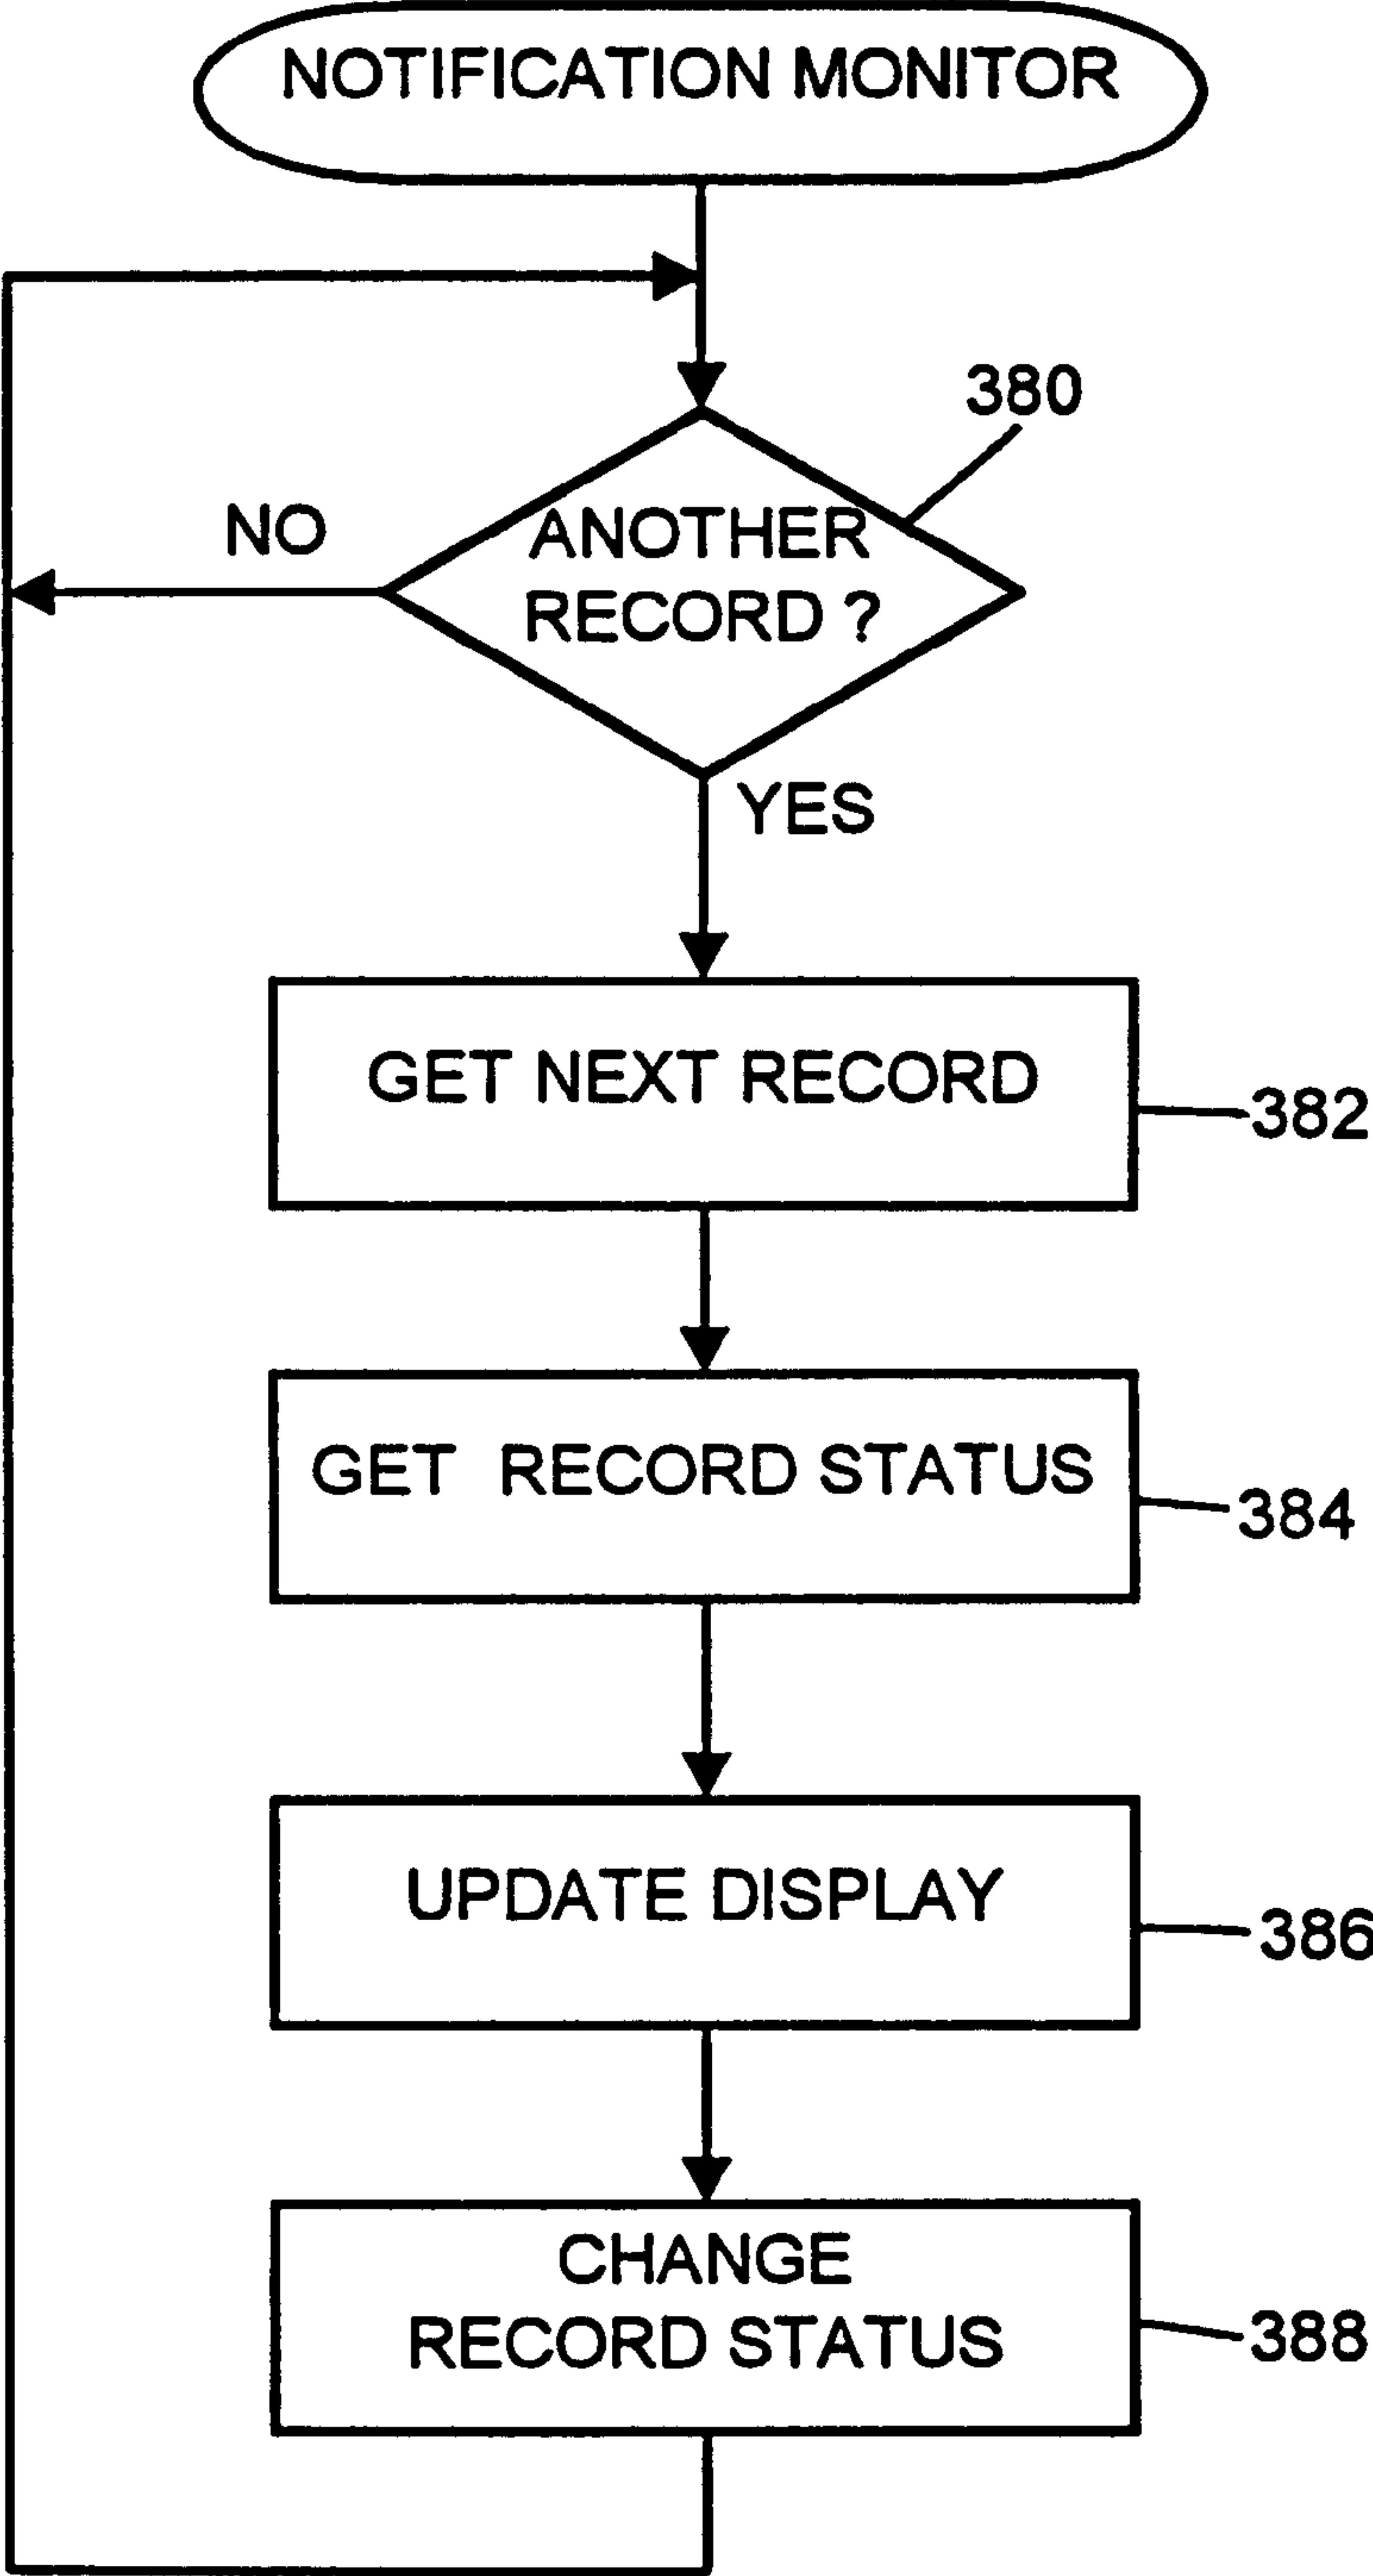 NOTIFICATION MONITOR
380
NO
ANOTHER
RECORD ?
YES
GET NEXT RECORD
382
GET RECORD STATUS
384
UPDATE DISPLAY
386
CHANGE
RECORD STATUS
388